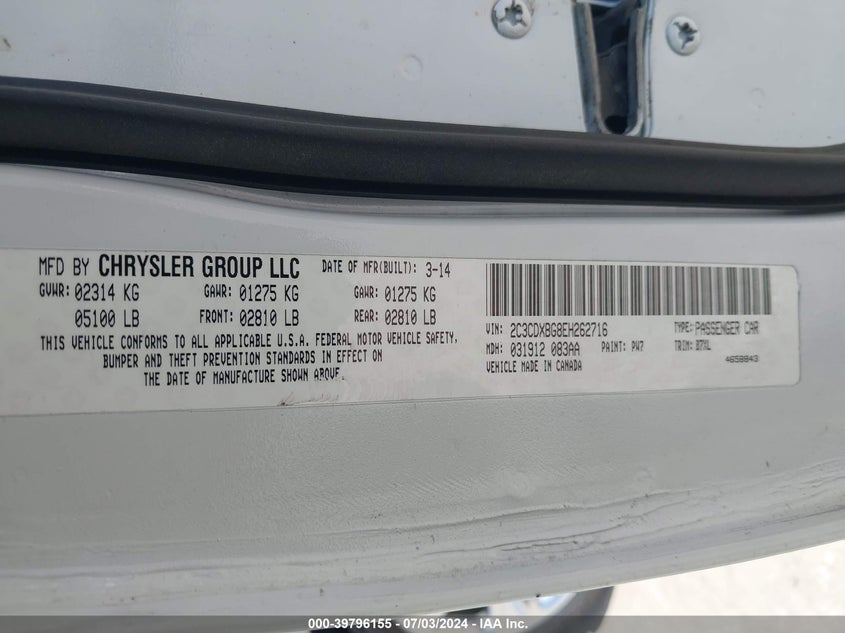 MFD BY CHRYSLER GROUP LLC DATE OF MFR(BUILT): 3-14
GVWR: 02314 KG GAWR: 01275 KG GAWR: 01275 KG
05100 LB FRONT: 02810 LB REAR: 02810 LB
THIS VEHICLE CONFORMS TO ALL APPLICABLE U.S.A. FEDERAL MOTOR VEHICLE SAFETY,
BUMPER AND THEFT PREVENTION STANDARDS IN EFFECT ON
THE DATE OF MANUFACTURE SHOWN ABOVE.
VIN: 2C3CDXBG8EH262716 TYPE: PASSENGER CAR
MDH: 031912 083AA PAINT: PW7 TRIM: B7XL
VEHICLE MADE IN CANADA 4658843
000-39796155 - 07/03/2024 - IAA Inc.